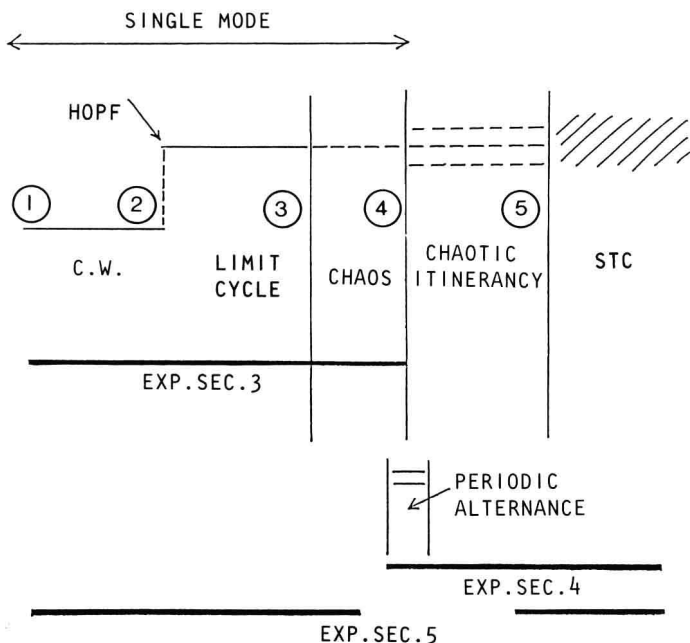 SINGLE MODE
HOPF
1
2
3
4
5
C.W.
LIMIT
CYCLE
CHAOS
CHAOTIC
ITINERANCY
STC
EXP.SEC.3
PERIODIC
ALTERNANCE
EXP.SEC.4
EXP.SEC.5